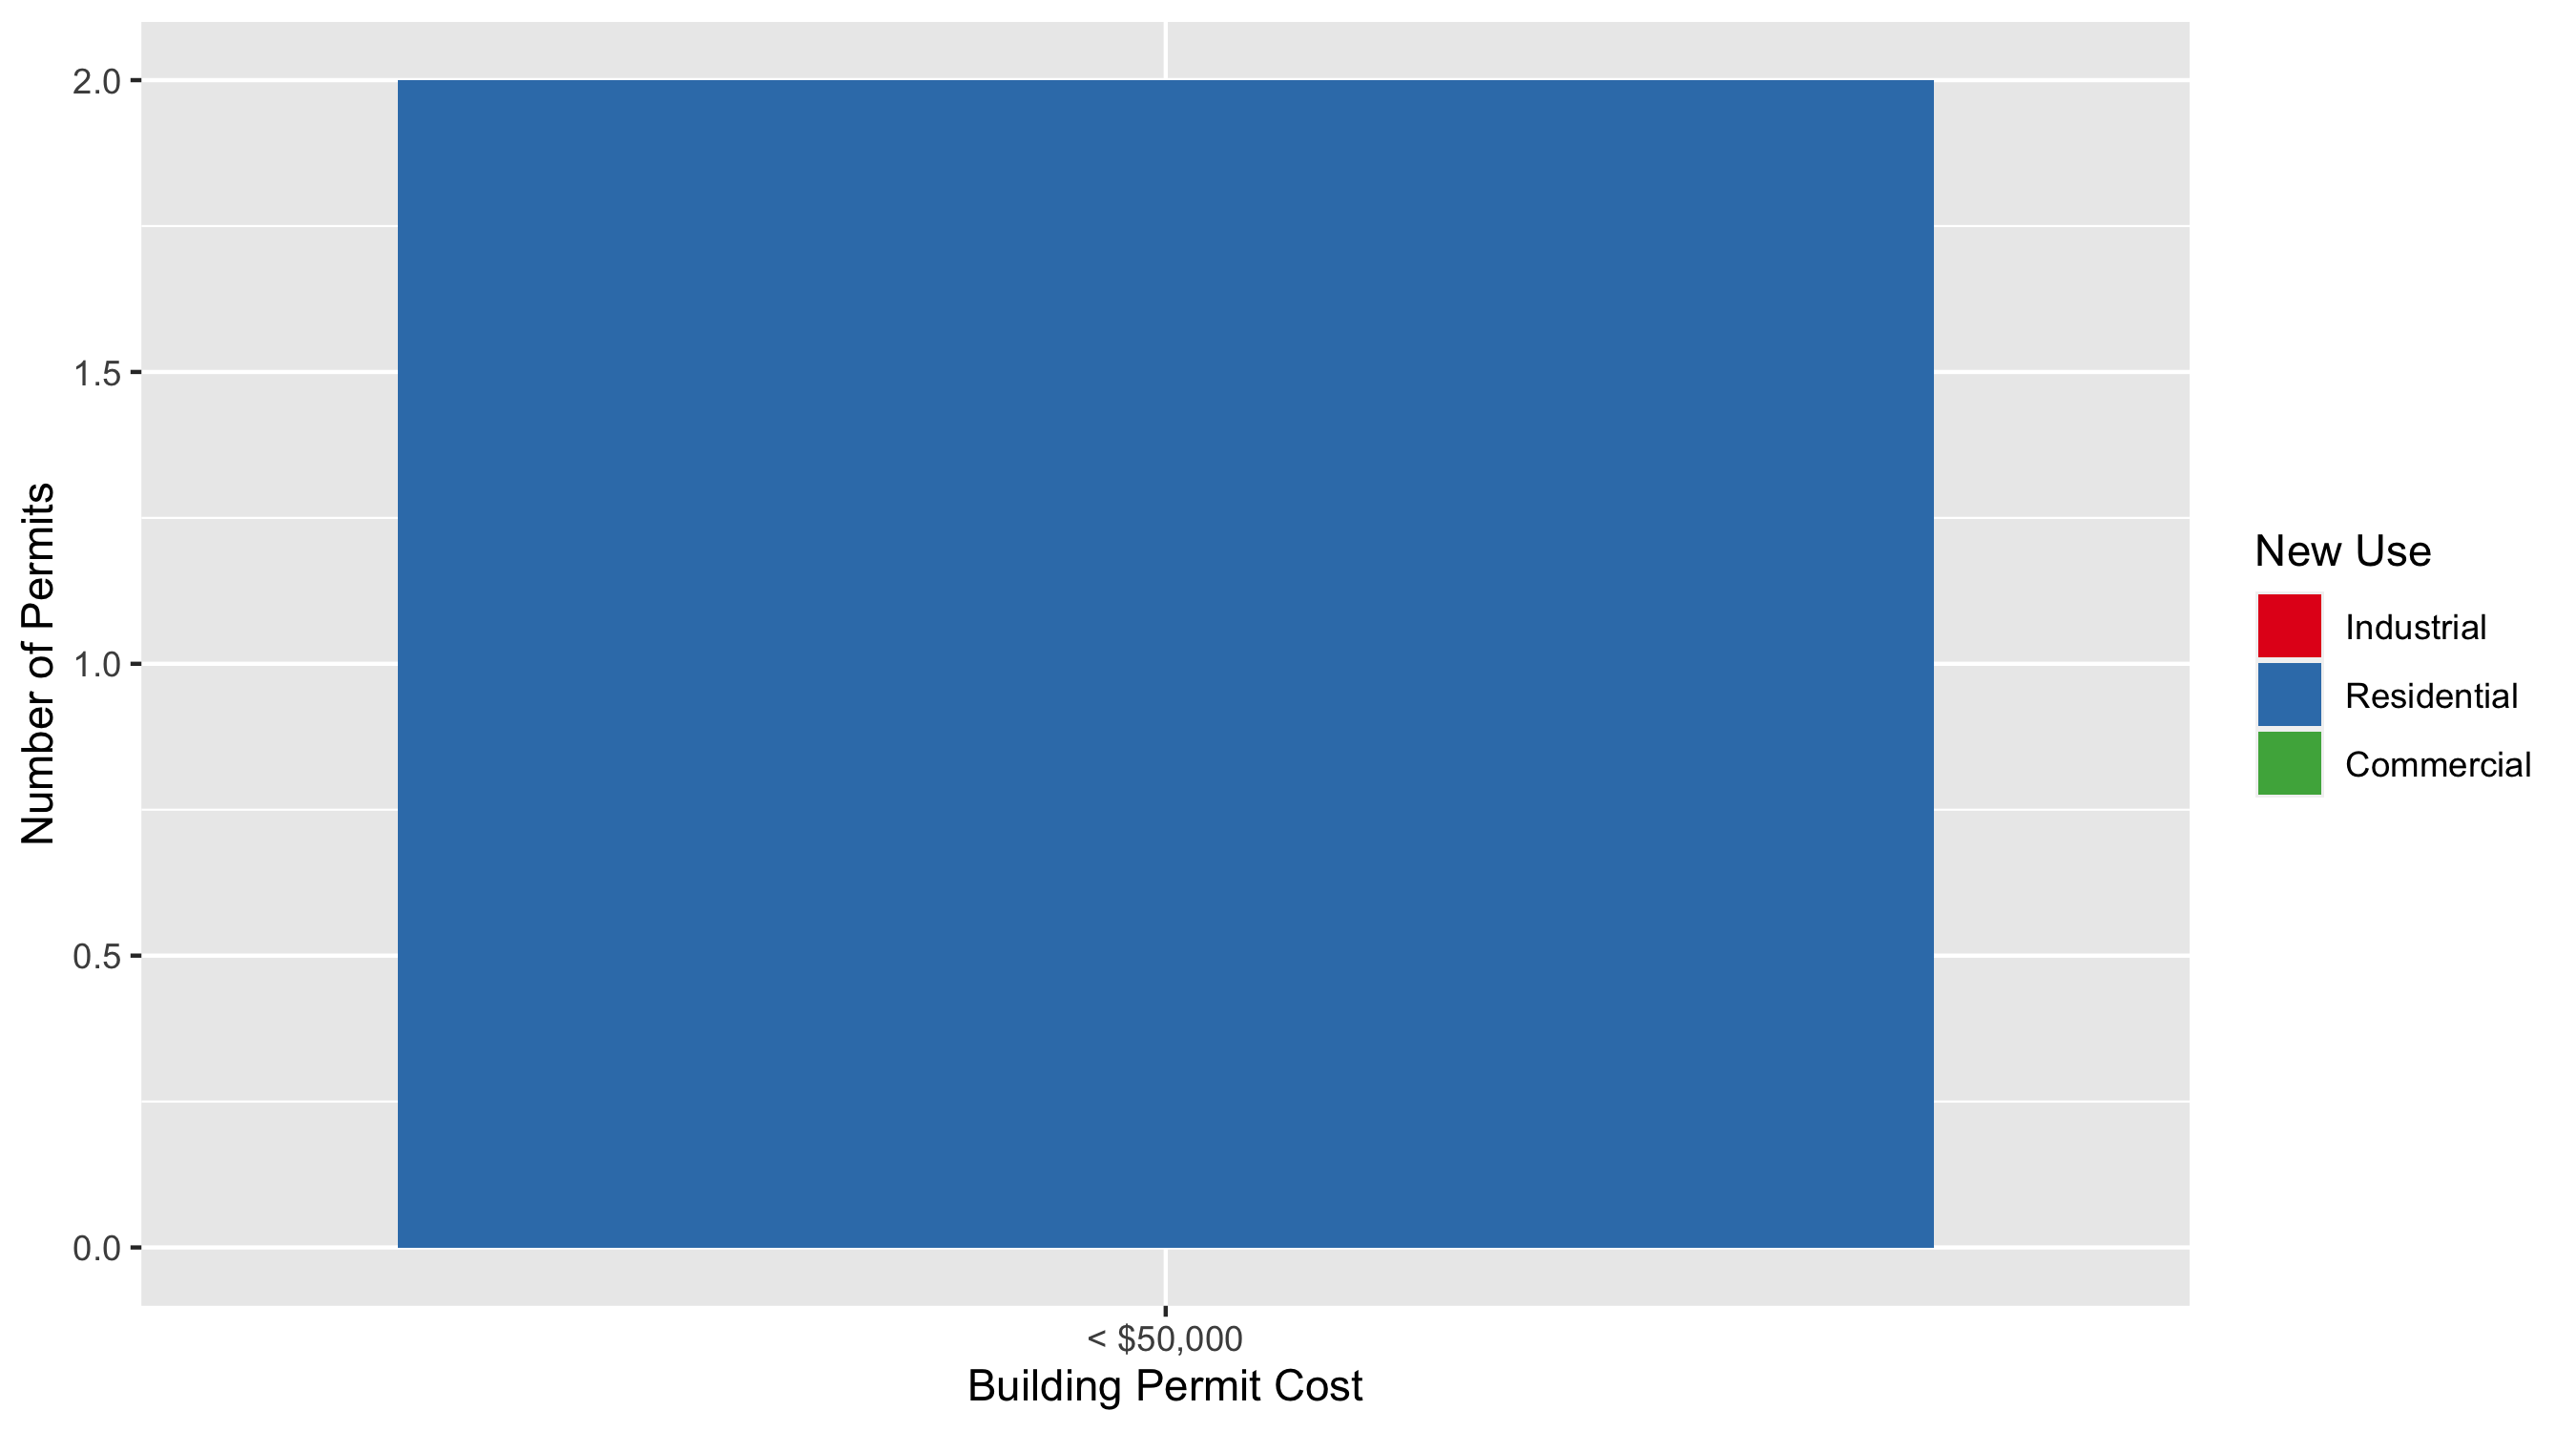 2.0
1.5
1.0
0.5
0.0
Number of Permits
< $50,000
Building Permit Cost
New Use
Industrial
Residential
Commercial